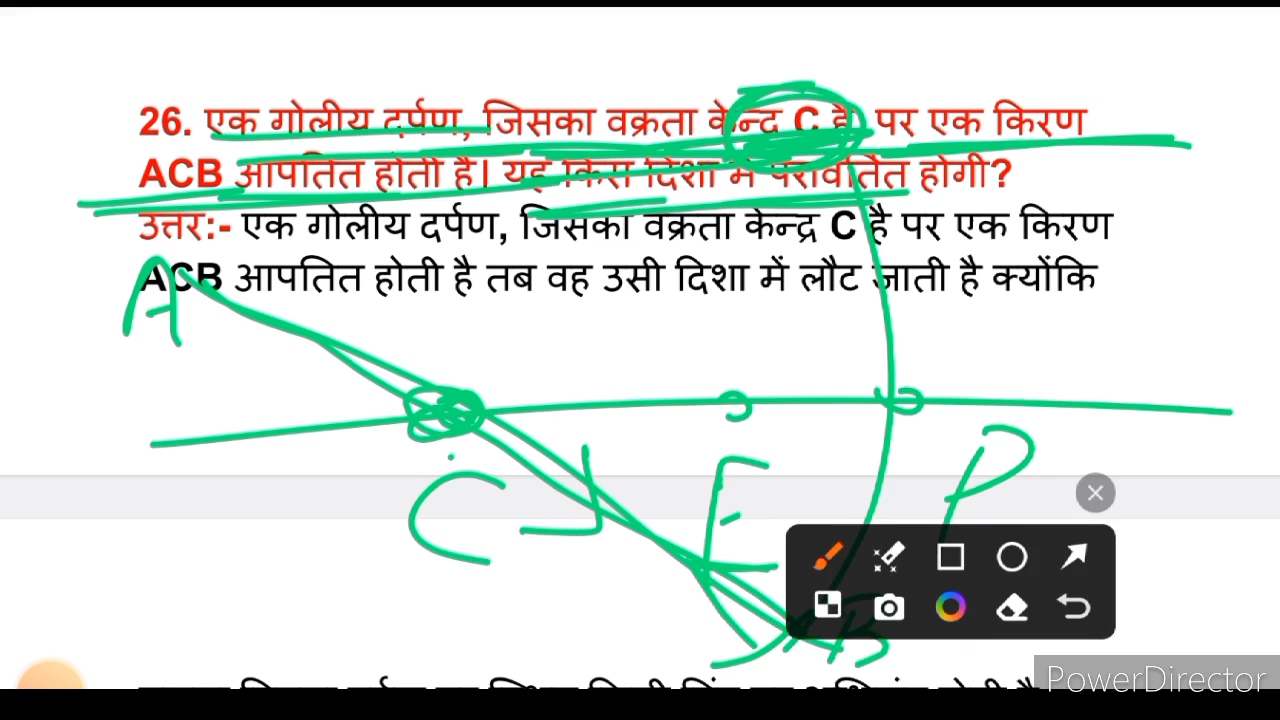 26. एक गोलीय दर्पण, जिसका वक्रता केन्द्र C है, पर एक किरण
ACB आपतित होती है। यह किस दिशा में परावर्तित होगी?
उत्तर:- एक गोलीय दर्पण, जिसका वक्रता केन्द्र C है पर एक किरण
ACB आपतित होती है तब वह उसी दिशा में लौट जाती है क्योंकि
A
C F P
B
PowerDirector